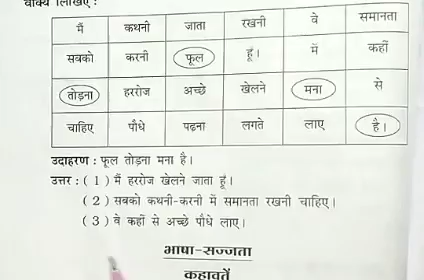 वाक्य लिखिए :
मैं कथनी जाता रखनी वे समानता
सबको करनी फूल हूँ। में कहीं
तोड़ना हररोज अच्छे खेलने मना से
चाहिए पौधे पढ़ना लगते लाए है।
उदाहरण : फूल तोड़ना मना है।
उत्तर : ( 1 ) मैं हररोज खेलने जाता हूँ।
( 2 ) सबको कथनी-करनी में समानता रखनी चाहिए।
( 3 ) वे कहीं से अच्छे पौधे लाए।
भाषा-सज्जता
कहावतें